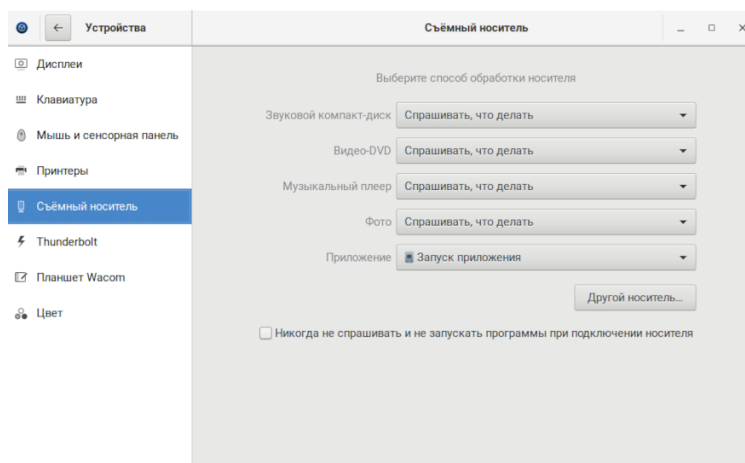 Устройства
Съёмный носитель
Дисплеи
Клавиатура
Мышь и сенсорная панель
Принтеры
Съёмный носитель
Thunderbolt
Планшет Wacom
Цвет
Выберите способ обработки носителя
Звуковой компакт-диск Спрашивать, что делать
Видео-DVD Спрашивать, что делать
Музыкальный плеер Спрашивать, что делать
Фото Спрашивать, что делать
Приложение Запуск приложения
Другой носитель...
Никогда не спрашивать и не запускать программы при подключении носителя